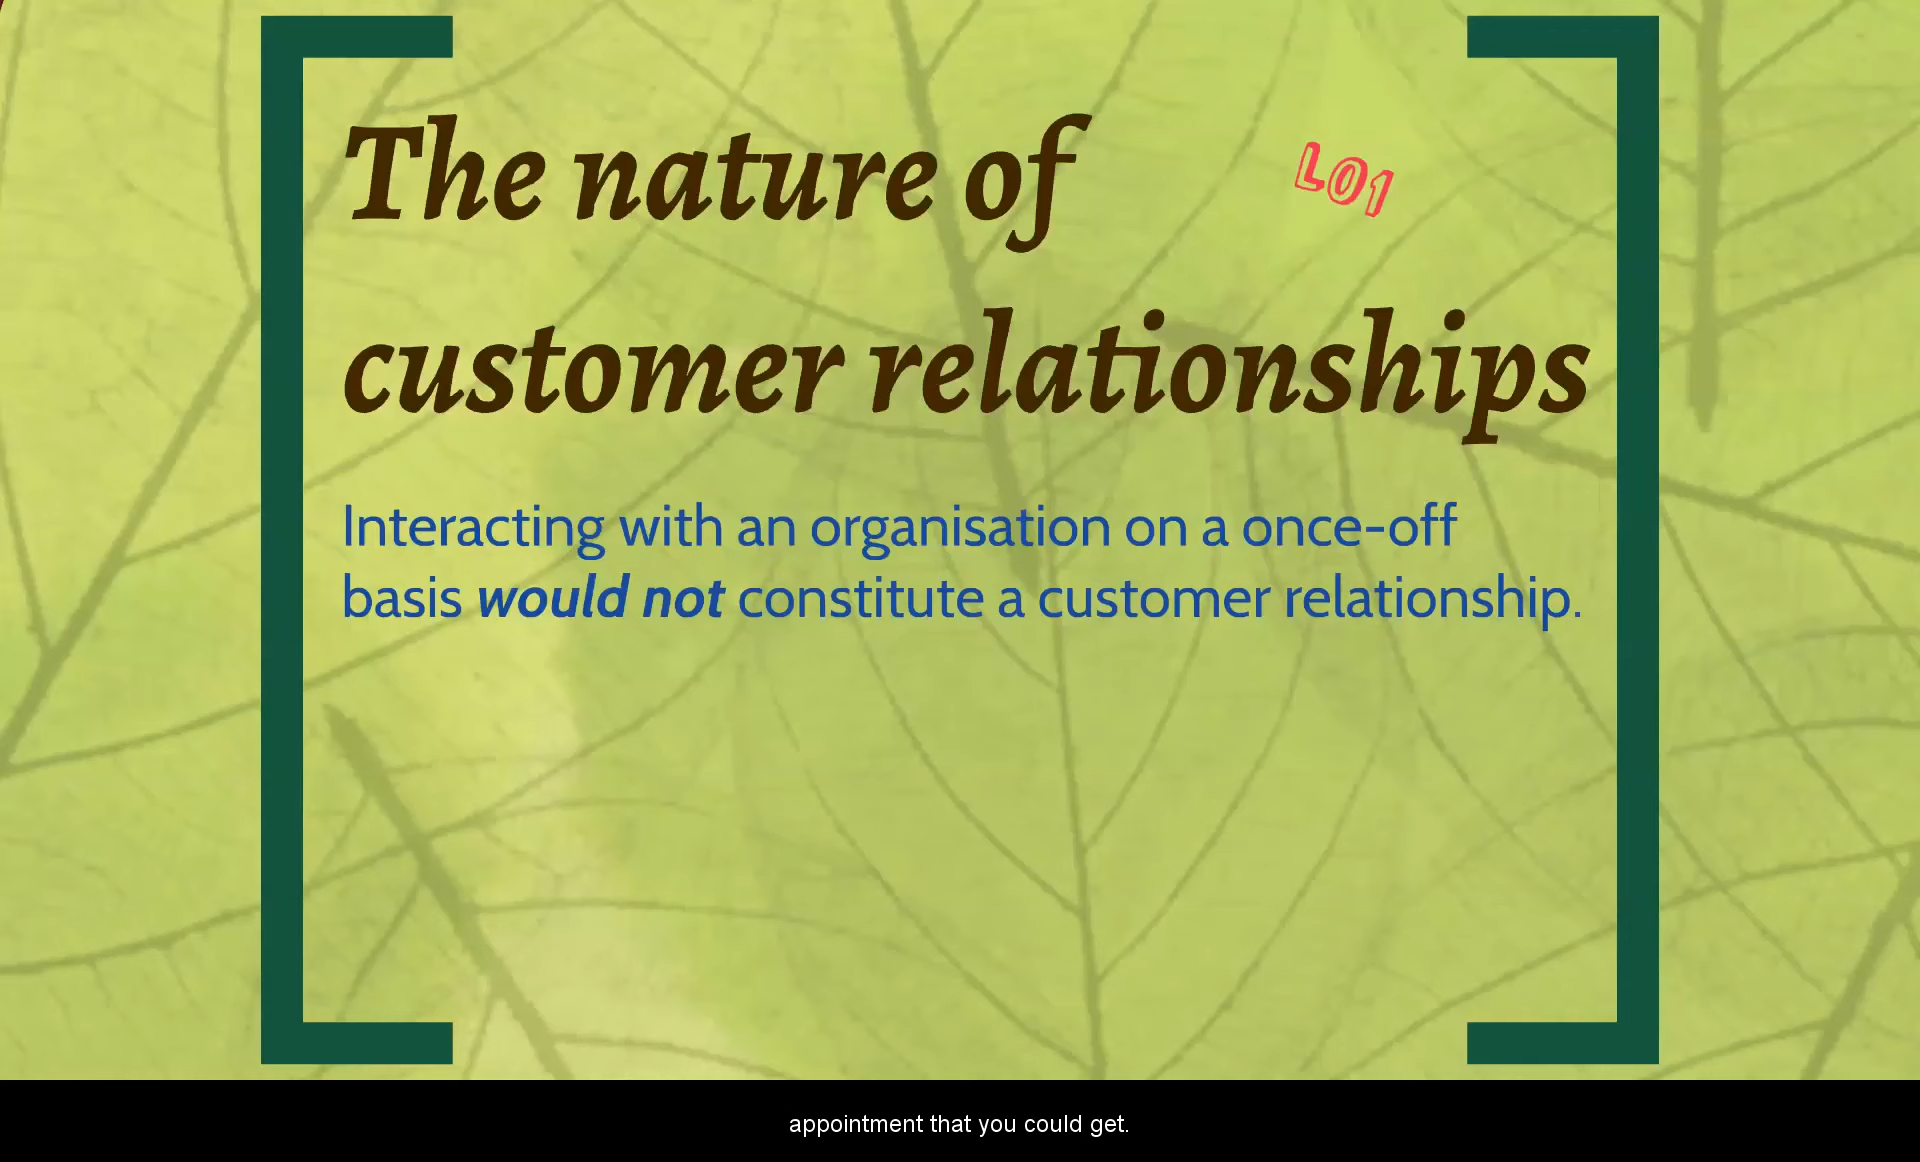 The nature of
LO1
customer relationships
Interacting with an organisation on a once-off
basis would not constitute a customer relationship.
appointment that you could get.